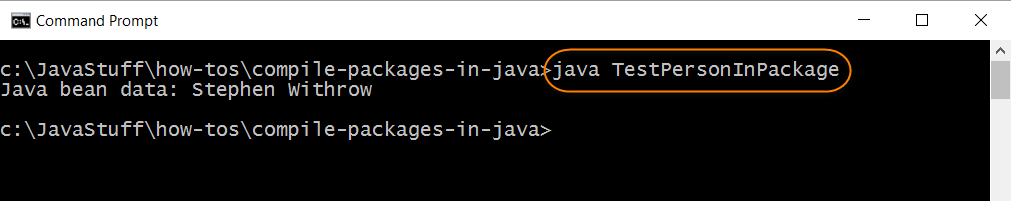 Command Prompt
c:\JavaStuff\how-tos\compile-packages-in-java>java TestPersonInPackage
Java bean data: Stephen Withrow
c:\JavaStuff\how-tos\compile-packages-in-java>